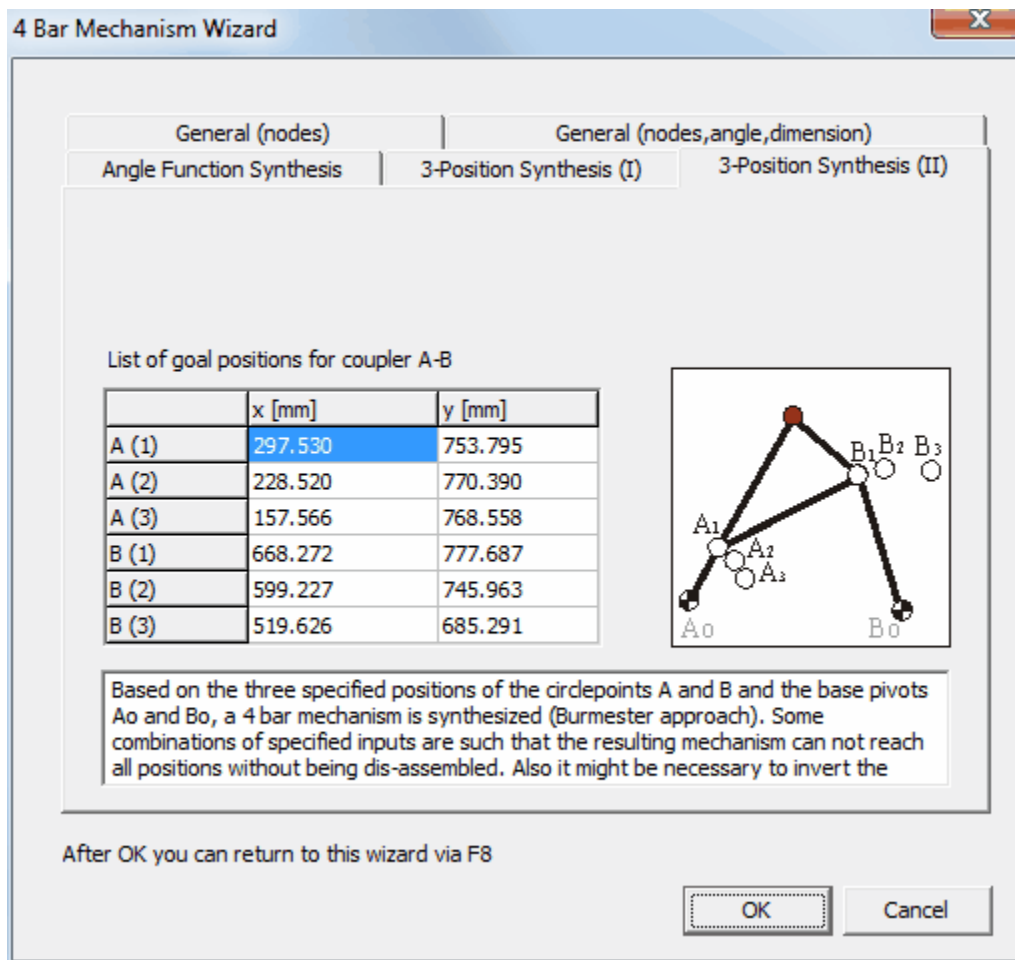 4 Bar Mechanism Wizard
x
General (nodes)
General (nodes,angle,dimension)
Angle Function Synthesis
3-Position Synthesis (I)
3-Position Synthesis (II)
List of goal positions for coupler A-B
x [mm] y [mm]
A (1) 297.530 753.795
A (2) 228.520 770.390
A (3) 157.566 768.558
B (1) 668.272 777.687
B (2) 599.227 745.963
B (3) 519.626 685.291
B1 B2 B3
A1
A2
A3
Ao Bo
Based on the three specified positions of the circlepoints A and B and the base pivots
Ao and Bo, a 4 bar mechanism is synthesized (Burmester approach). Some
combinations of specified inputs are such that the resulting mechanism can not reach
all positions without being dis-assembled. Also it might be necessary to invert the
After OK you can return to this wizard via F8
OK Cancel